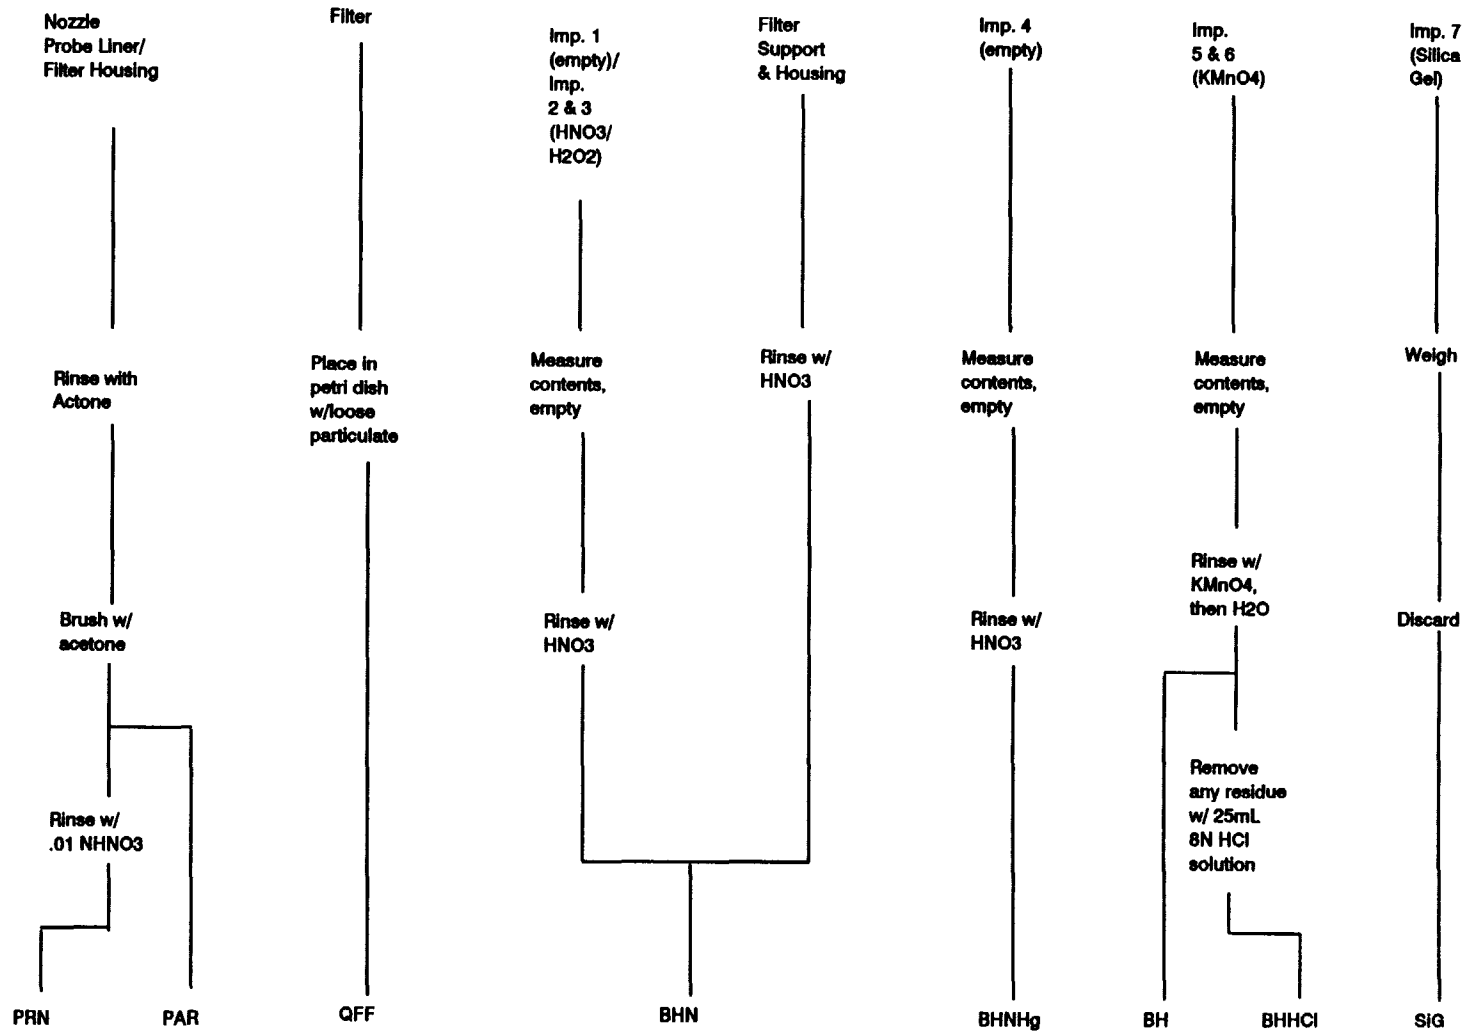 Nozzle
Probe Liner/
Filter Housing
Filter
Imp. 1
(empty)/
Imp.
2 & 3
(HNO3/
H2O2)
Filter
Support
& Housing
Imp. 4
(empty)
Imp.
5 & 6
(KMnO4)
Imp. 7
(Silica
Gel)
Rinse with
Actone
Place in
petri dish
w/loose
particulate
Measure
contents,
empty
Rinse w/
HNO3
Measure
contents,
empty
Measure
contents,
empty
Weigh
Brush w/
acetone
Rinse w/
HNO3
Rinse w/
HNO3
Rinse w/
KMnO4,
then H2O
Discard
Rinse w/
.01 NHNO3
Remove
any residue
w/ 25mL
8N HCl
solution
PRN
PAR
QFF
BHN
BHNHg
BH
BHHCl
SiG